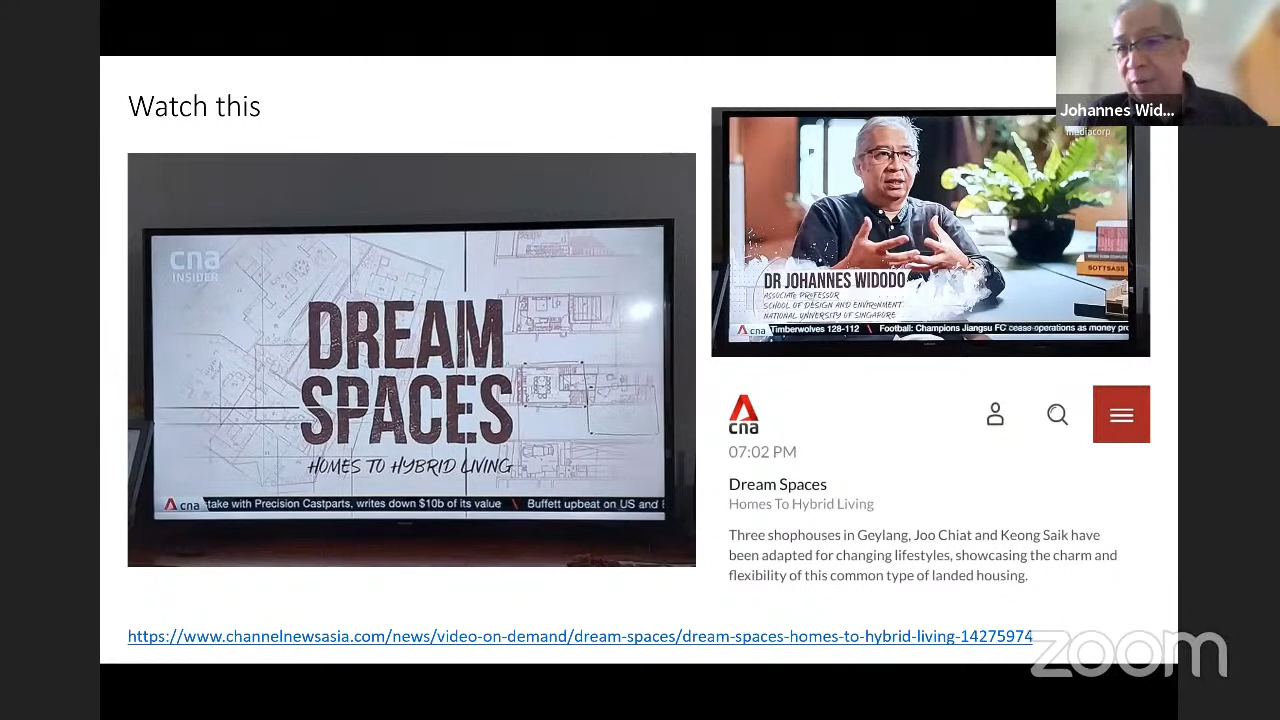 Watch this
cna
INSIDER
DREAM
SPACES
HOMES TO HYBRID LIVING
cna stake with Precision Castparts, writes down $10b of its value \ Buffett upbeat on US and
mediacorp
SOTTSASS
DR JOHANNES WIDODO
ASSOCIATE PROFESSOR
SCHOOL OF DESIGN AND ENVIRONMENT
NATIONAL UNIVERSITY OF SINGAPORE
cna Timberwolves 128-112 \ Football: Champions Jiangsu FC cease operations as money pro
Johannes Wid...
cna
07:02 PM
Dream Spaces
Homes To Hybrid Living
Three shophouses in Geylang, Joo Chiat and Keong Saik have
been adapted for changing lifestyles, showcasing the charm and
flexibility of this common type of landed housing.
https://www.channelnewsasia.com/news/video-on-demand/dream-spaces/dream-spaces-homes-to-hybrid-living-14275974
zoom